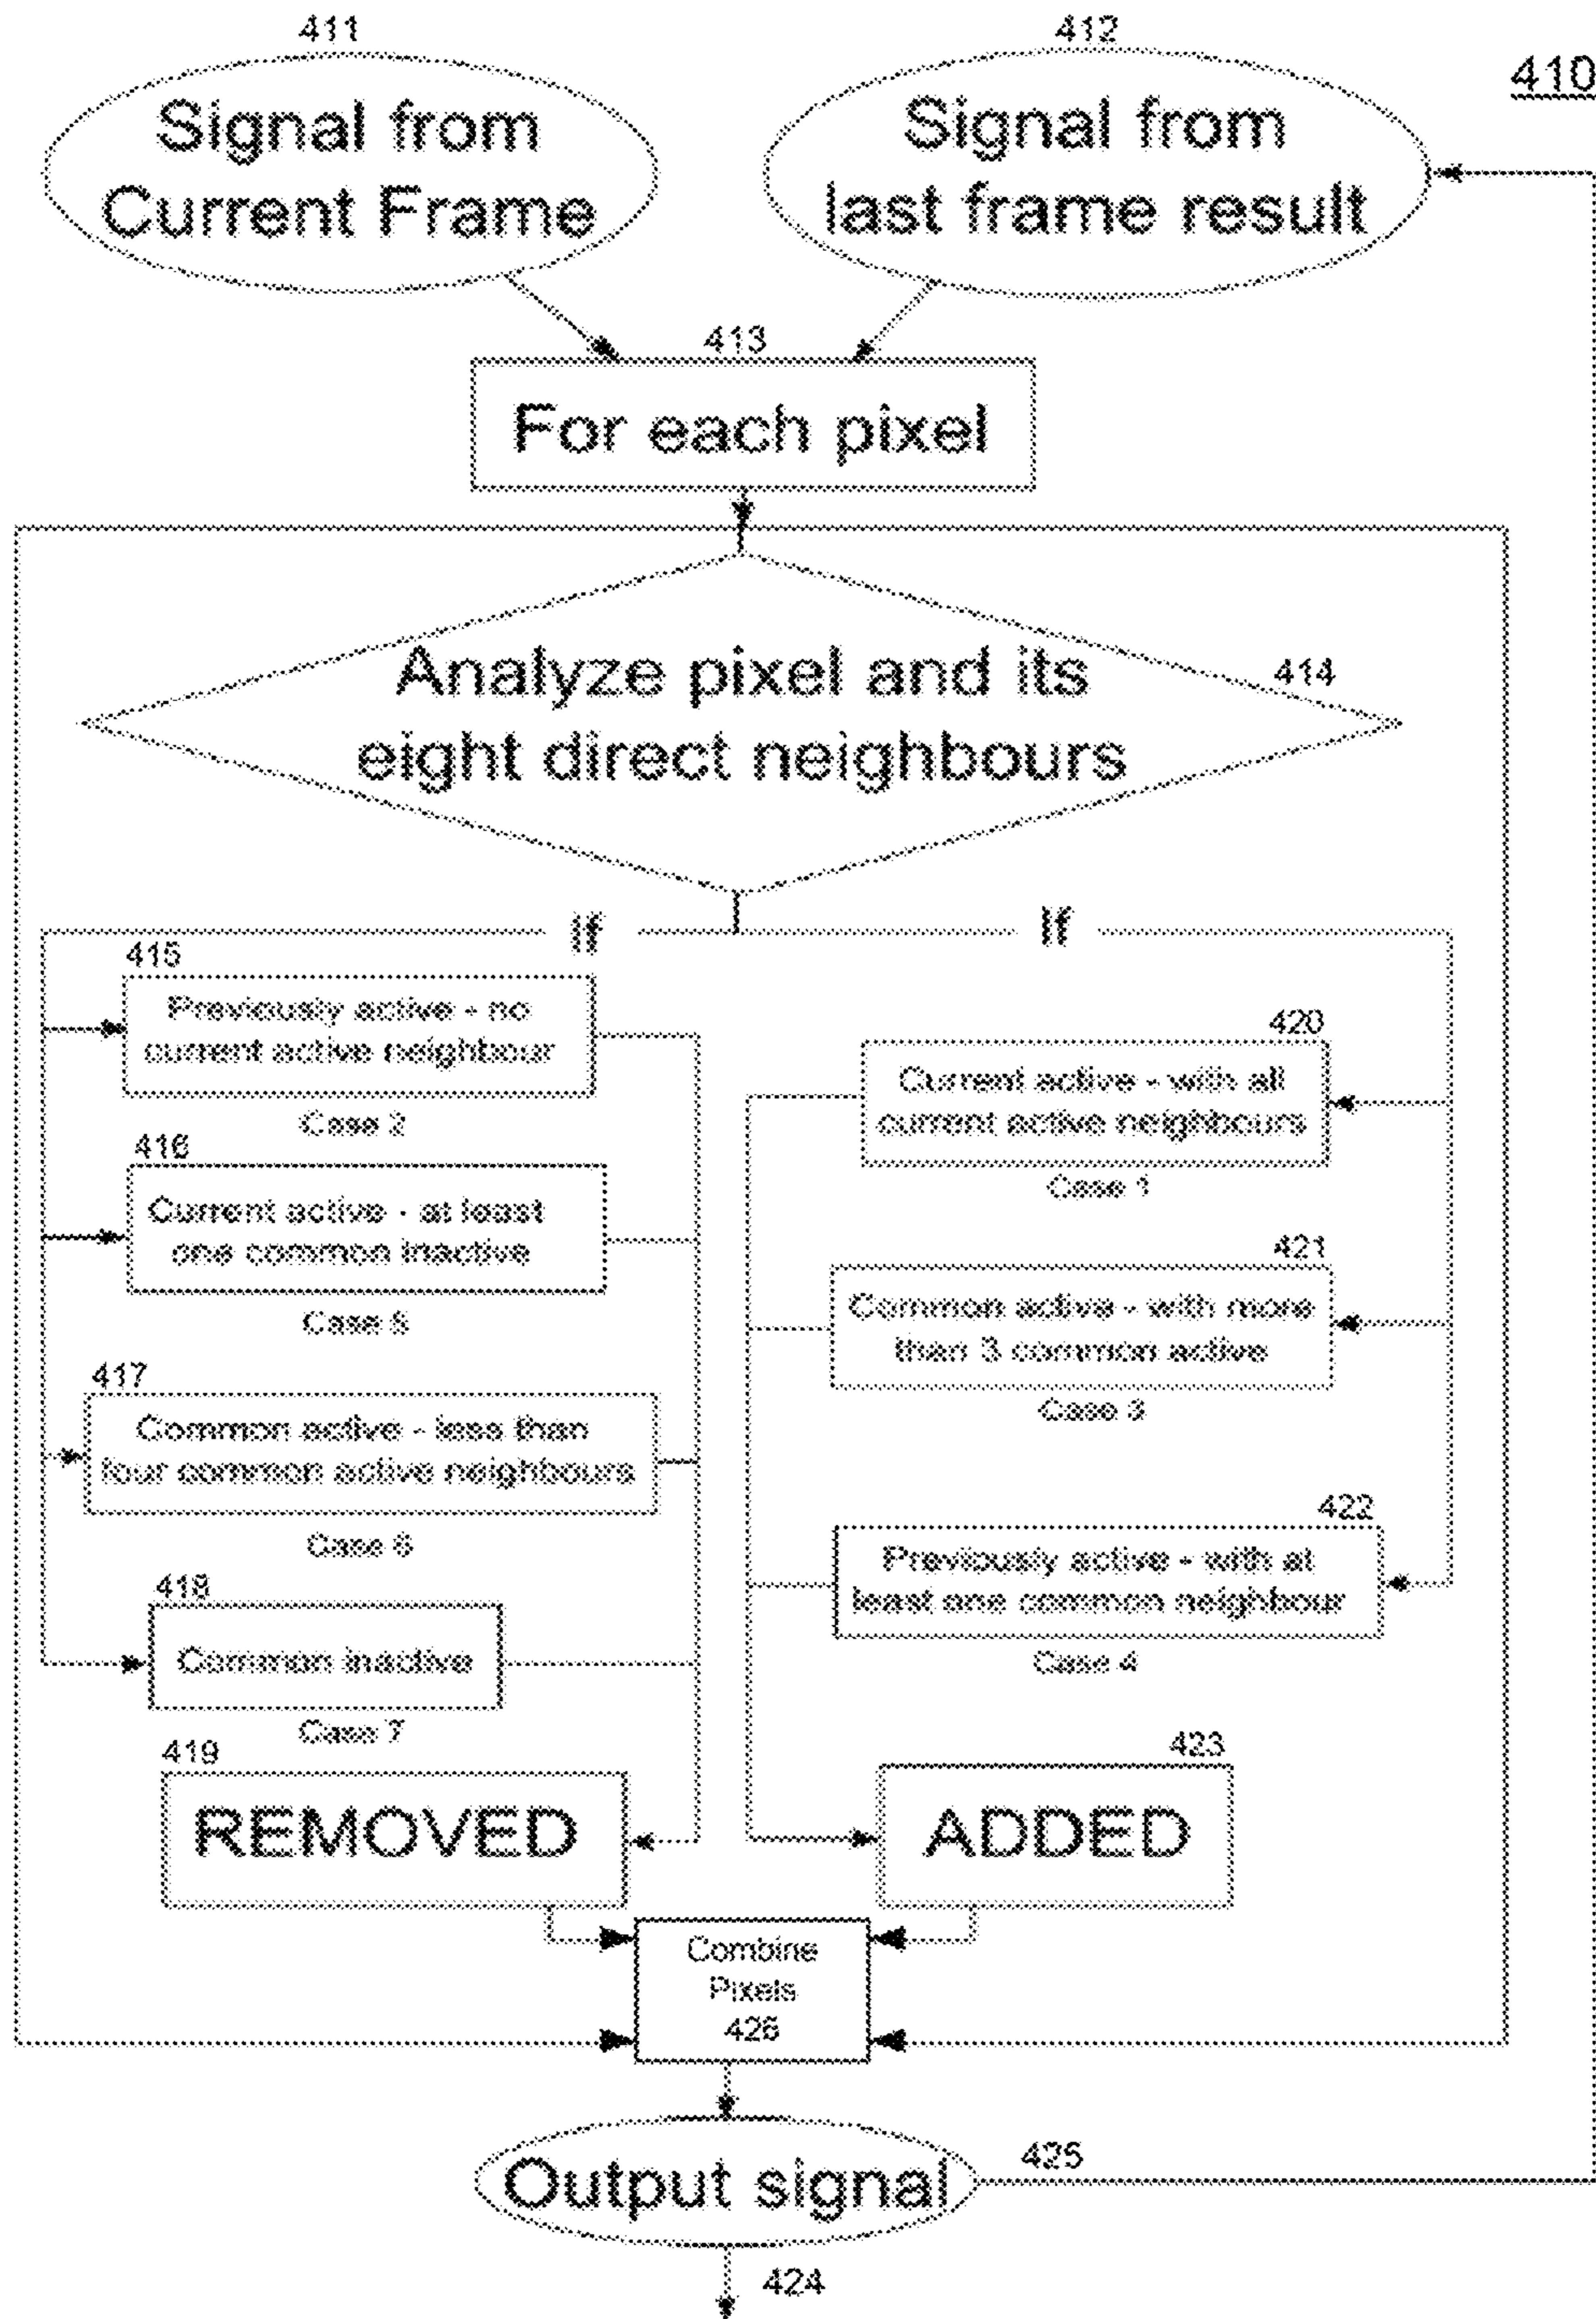 411
412
410
Signal from
Current Frame
Signal from
last frame result
413
For each pixel
Analyze pixel and its
eight direct neighbours
414
If
If
415
Previously active - no
current active neighbour
Case 2
416
Current active - at least
one common inactive
Case 5
417
Common active - less than
four common active neighbours
Case 6
418
Common inactive
Case 7
419
REMOVED
420
Current active - with all
current active neighbours
Case 1
421
Common active - with more
than 3 common active
Case 3
422
Previously active - with at
least one common neighbour
Case 4
423
ADDED
Combine
Pixels
426
Output signal
425
424